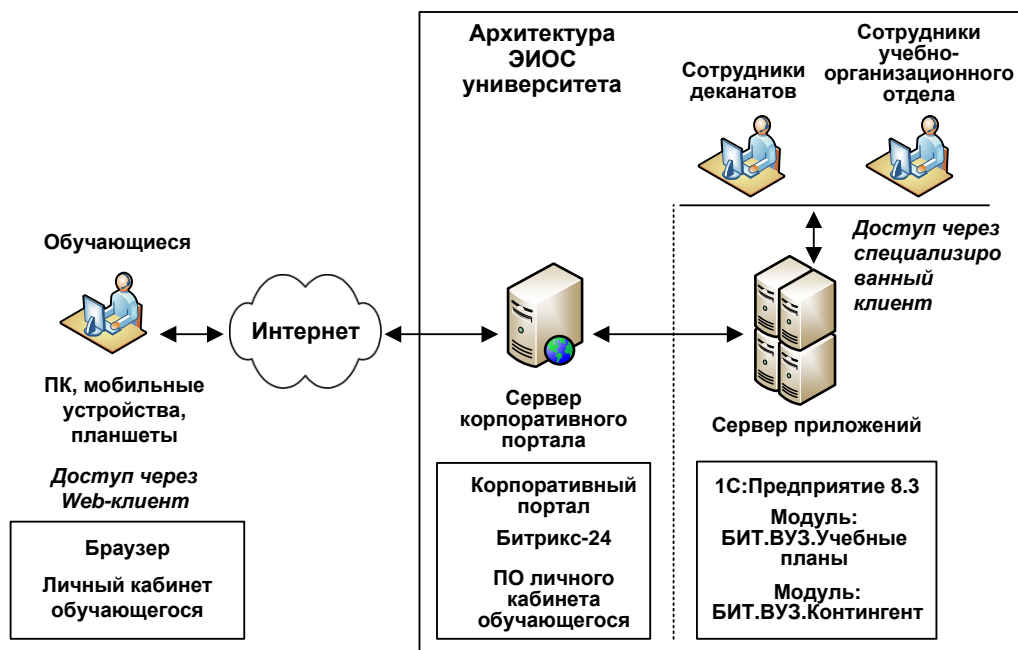 Архитектура
ЭИОС
университета
Сотрудники
деканатов
Сотрудники
учебно-
организационного
отдела
Доступ через
специализиро
ванный
клиент
Обучающиеся
Интернет
ПК, мобильные
устройства,
планшеты
Доступ через
Web-клиент
Браузер
Личный кабинет
обучающегося
Сервер
корпоративного
портала
Корпоративный
портал
Битрикс-24
ПО личного
кабинета
обучающегося
Сервер приложений
1С:Предприятие 8.3
Модуль:
БИТ.ВУЗ.Учебные
планы
Модуль:
БИТ.ВУЗ.Контингент